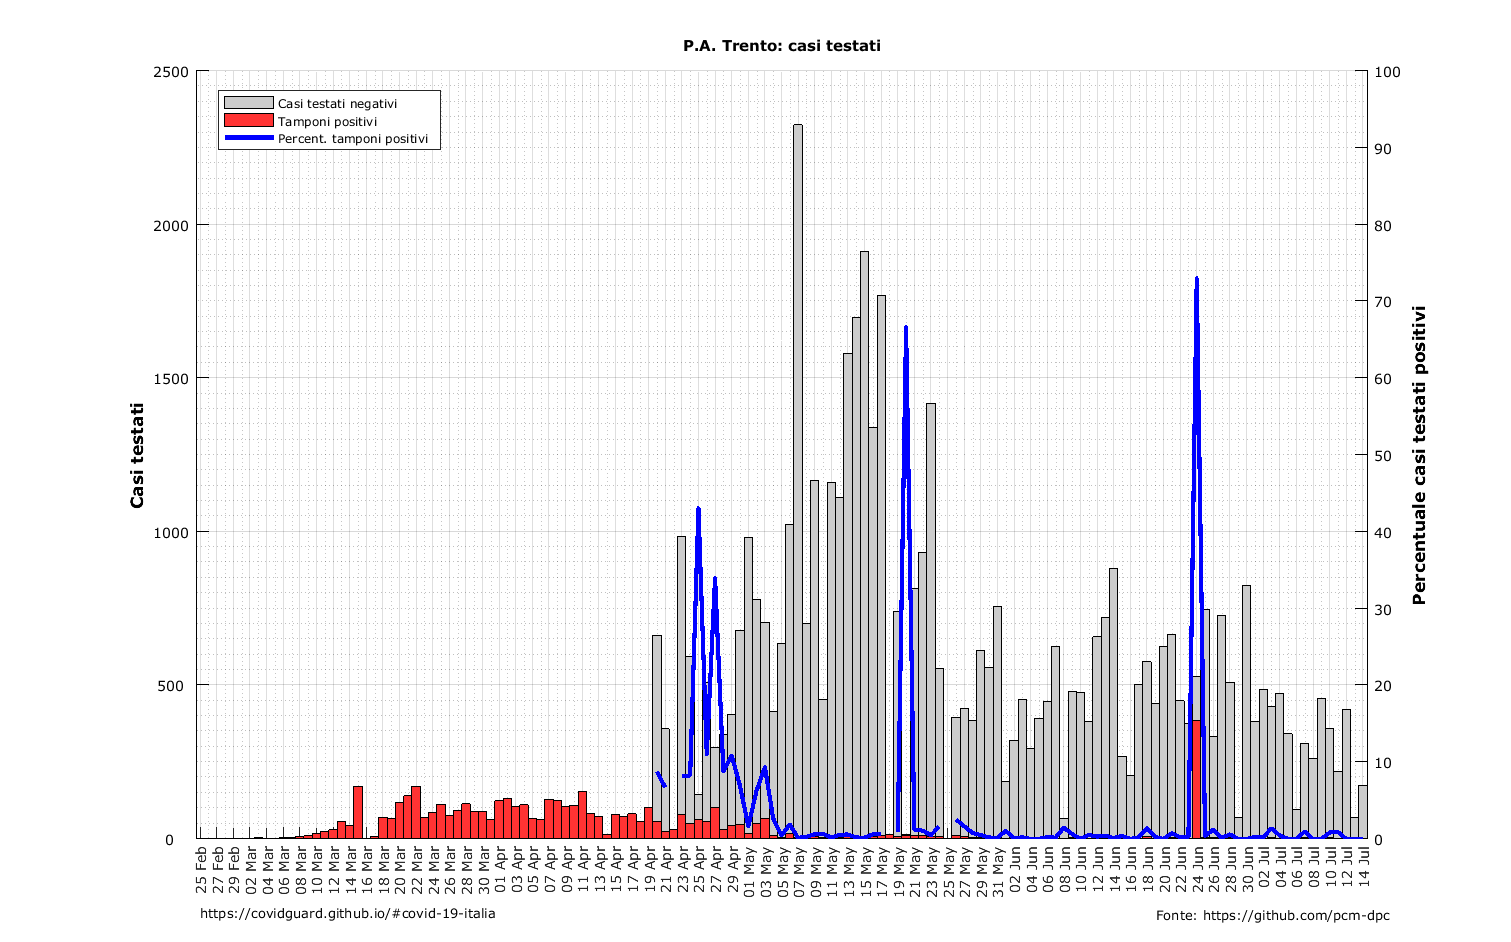 P.A. Trento: casi testati
Casi testati negativi
Tamponi positivi
Percent. tamponi positivi
Casi testati
2500
2000
1500
1000
500
0
Percentuale casi testati positivi
100
90
80
70
60
50
40
30
20
10
0
25 Feb
27 Feb
29 Feb
02 Mar
04 Mar
06 Mar
08 Mar
10 Mar
12 Mar
14 Mar
16 Mar
18 Mar
20 Mar
22 Mar
24 Mar
26 Mar
28 Mar
30 Mar
01 Apr
03 Apr
05 Apr
07 Apr
09 Apr
11 Apr
13 Apr
15 Apr
17 Apr
19 Apr
21 Apr
23 Apr
25 Apr
27 Apr
29 Apr
01 May
03 May
05 May
07 May
09 May
11 May
13 May
15 May
17 May
19 May
21 May
23 May
25 May
27 May
29 May
31 May
02 Jun
04 Jun
06 Jun
08 Jun
10 Jun
12 Jun
14 Jun
16 Jun
18 Jun
20 Jun
22 Jun
24 Jun
26 Jun
28 Jun
30 Jun
02 Jul
04 Jul
06 Jul
08 Jul
10 Jul
12 Jul
14 Jul
https://covidguard.github.io/#covid-19-italia
Fonte: https://github.com/pcm-dpc